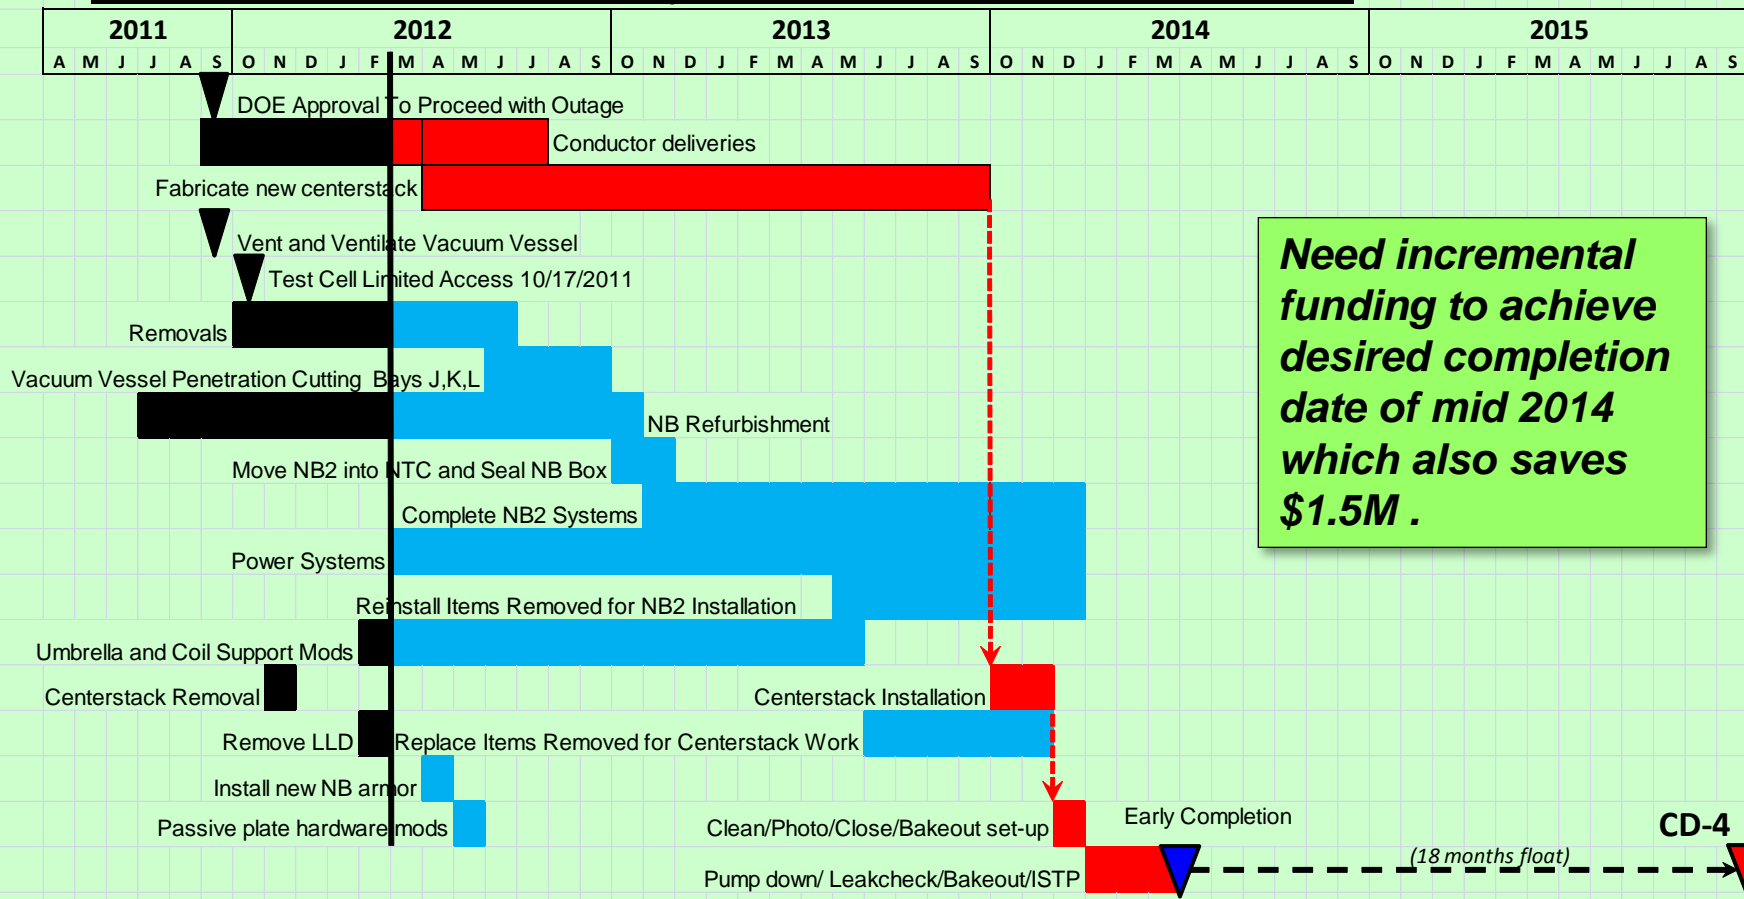 2011 2012 2013 2014 2015
A M J J A S O N D J F M A M J J A S O N D J F M A M J J A S O N D J F M A M J J A S O N D J F M A M J J A S
DOE Approval To Proceed with Outage
Conductor deliveries
Fabricate new centerstack
Vent and Ventilate Vacuum Vessel
Test Cell Limited Access 10/17/2011
Removals
Vacuum Vessel Penetration Cutting Bays J,K,L
NB Refurbishment
Move NB2 into NTC and Seal NB Box
Complete NB2 Systems
Power Systems
Reinstall Items Removed for NB2 Installation
Umbrella and Coil Support Mods
Centerstack Removal
Centerstack Installation
Remove LLD
Replace Items Removed for Centerstack Work
Install new NB armor
Passive plate hardware mods
Clean/Photo/Close/Bakeout set-up
Early Completion
CD-4
(18 months float)
Pump down/ Leakcheck/Bakeout/ISTP
Need incremental
funding to achieve
desired completion
date of mid 2014
which also saves
$1.5M .